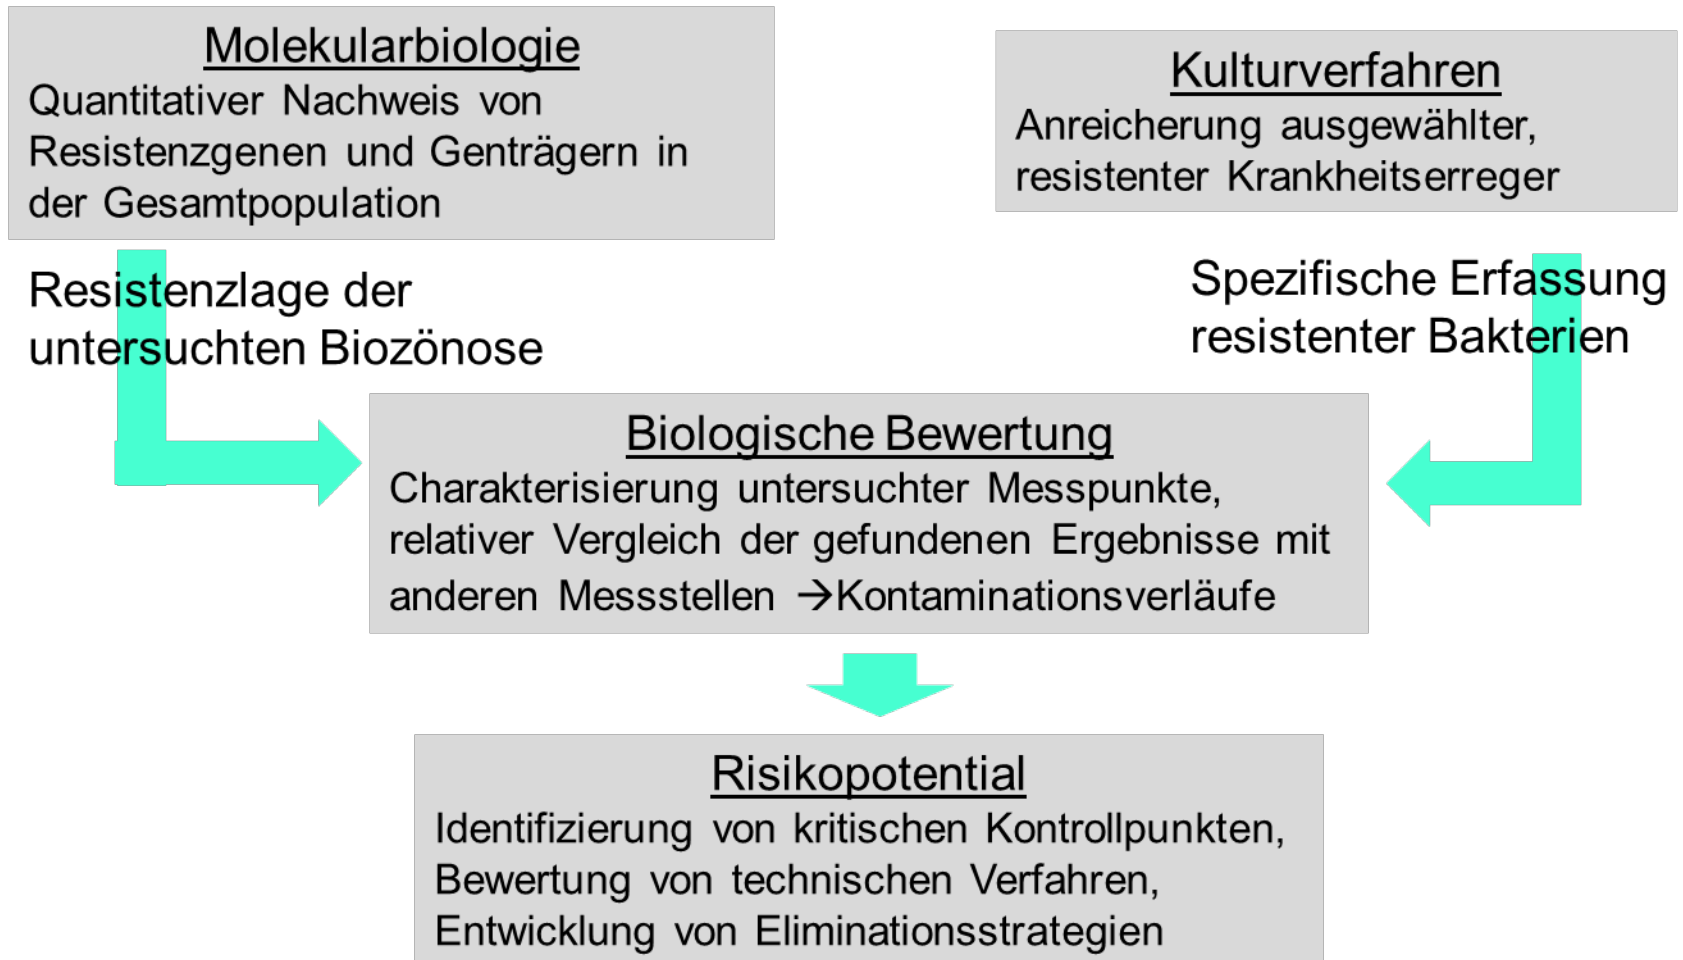 Molekularbiologie
Quantitativer Nachweis von
Resistenzgenen und Genträgern in
der Gesamtpopulation
Kulturverfahren
Anreicherung ausgewählter,
resistenter Krankheitserreger
Resistenzlage der
untersuchten Biozönose
Spezifische Erfassung
resistenter Bakterien
Biologische Bewertung
Charakterisierung untersuchter Messpunkte,
relativer Vergleich der gefundenen Ergebnisse mit
anderen Messstellen →Kontaminationsverläufe
Risikopotential
Identifizierung von kritischen Kontrollpunkten,
Bewertung von technischen Verfahren,
Entwicklung von Eliminationsstrategien